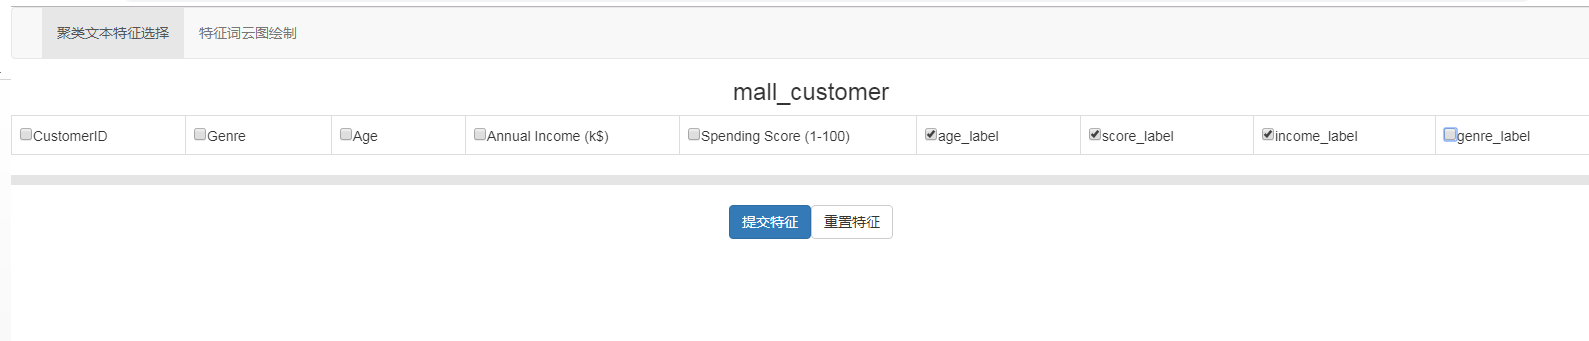 聚类文本特征选择 特征词云图绘制
mall_customer
CustomerID Genre Age Annual Income (k$) Spending Score (1-100) age_label score_label income_label genre_label
提交特征 重置特征